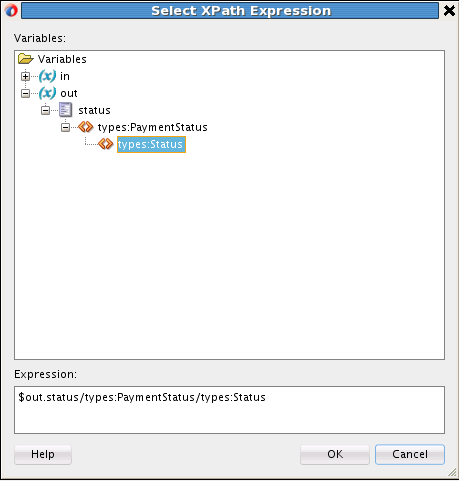 Select XPath Expression
Variables:
Variables
(x) in
(x) out
status
types:PaymentStatus
types:Status
Expression:
$out.status/types:PaymentStatus/types:Status
Help OK Cancel